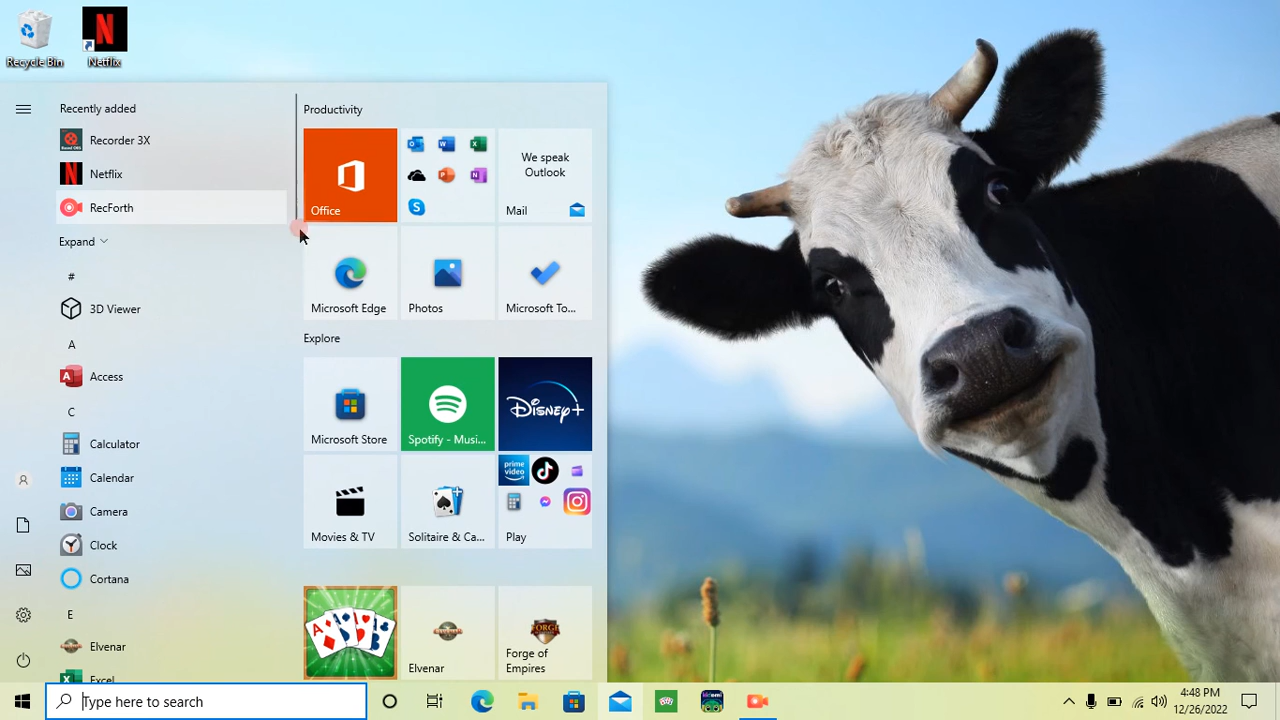 Recycle Bin
Netflix
Recently added
Recorder 3X
Netflix
RecForth
Expand
#
3D Viewer
A
Access
C
Calculator
Calendar
Camera
Clock
Cortana
E
Elvenar
Excel
Productivity
Office
We speak
Outlook
Mail
Microsoft Edge
Photos
Microsoft To...
Explore
Microsoft Store
Spotify - Musi...
Disney+
Movies & TV
Solitaire & Ca...
prime
video
Play
Elvenar
Forge of
Empires
Type here to search
4:48 PM
12/26/2022